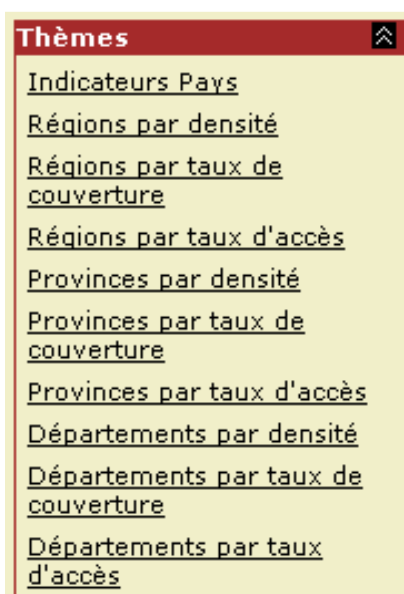 Thèmes
Indicateurs Pays
Régions par densité
Régions par taux de
couverture
Régions par taux d'accès
Provinces par densité
Provinces par taux de
couverture
Provinces par taux d'accès
Départements par densité
Départements par taux de
couverture
Départements par taux
d'accès